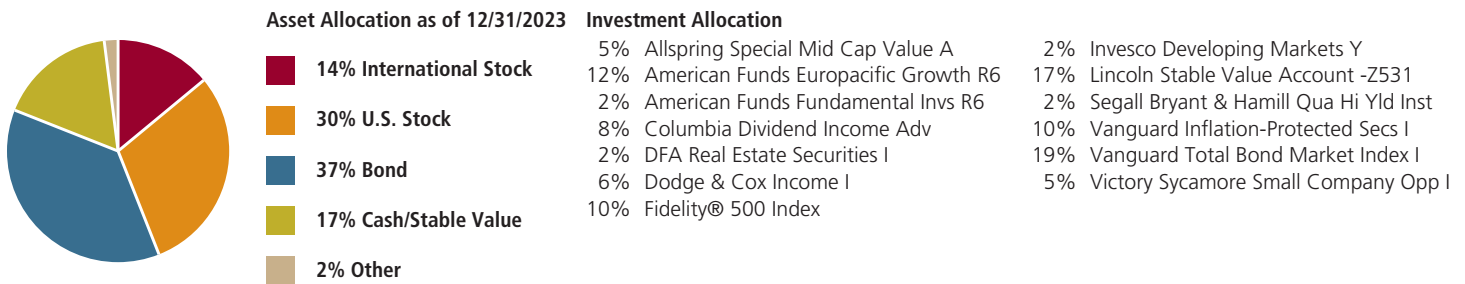 Asset Allocation as of 12/31/2023
14% International Stock
30% U.S. Stock
37% Bond
17% Cash/Stable Value
2% Other
Investment Allocation
5% Allspring Special Mid Cap Value A
12% American Funds Europacific Growth R6
2% American Funds Fundamental Invs R6
8% Columbia Dividend Income Adv
2% DFA Real Estate Securities I
6% Dodge & Cox Income I
10% Fidelity® 500 Index
2% Invesco Developing Markets Y
17% Lincoln Stable Value Account -Z531
2% Segall Bryant & Hamill Qua Hi Yld Inst
10% Vanguard Inflation-Protected Secs I
19% Vanguard Total Bond Market Index I
5% Victory Sycamore Small Company Opp I